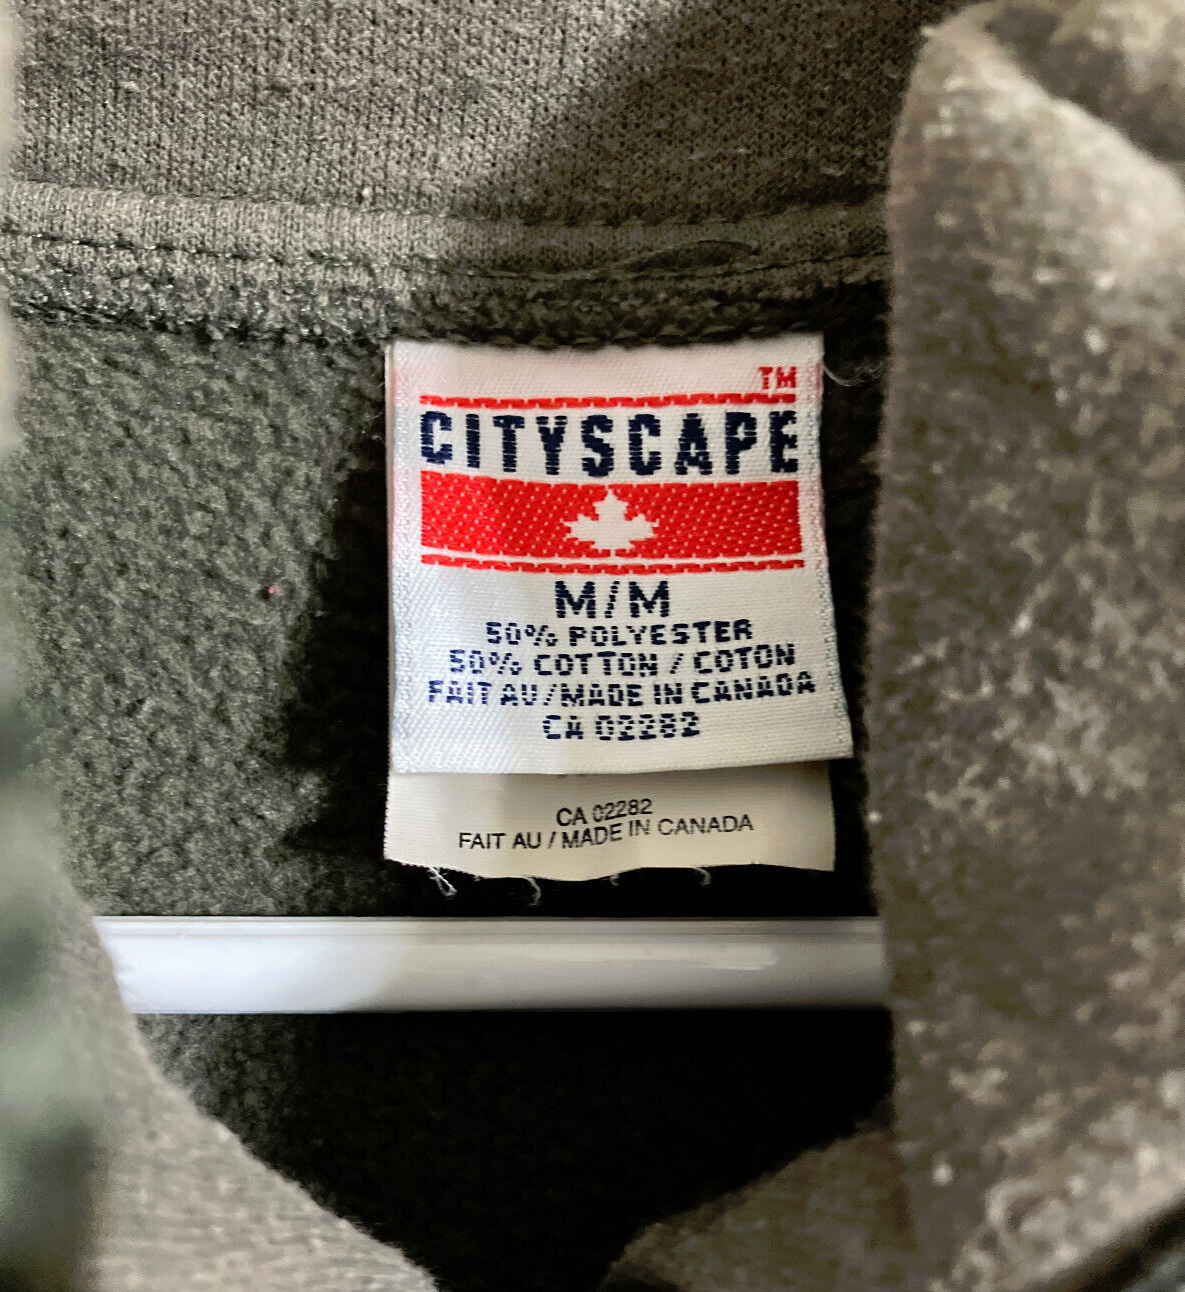 TM
CITYSCAPE
M/M
50% POLYESTER
50% COTTON / COTON
FAIT AU/MADE IN CANADA
CA 02282
CA 02282
FAIT AU / MADE IN CANADA